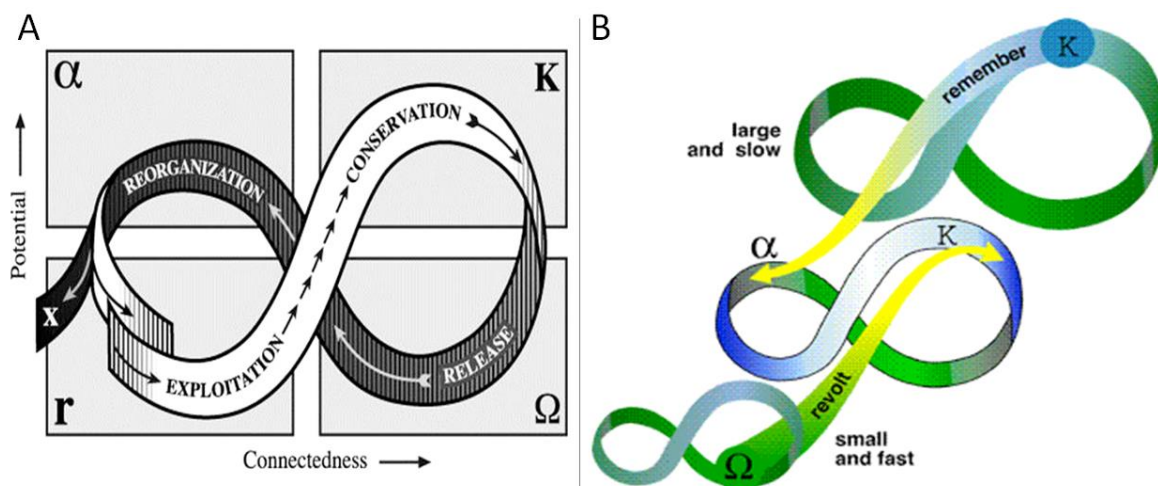 A
α
K
REORGANIZATION
CONSERVATION
Potential
x
EXPLOITATION
RELEASE
r
Ω
Connectedness
B
K
remember
large
and slow
α
K
revolt
small
and fast
Ω